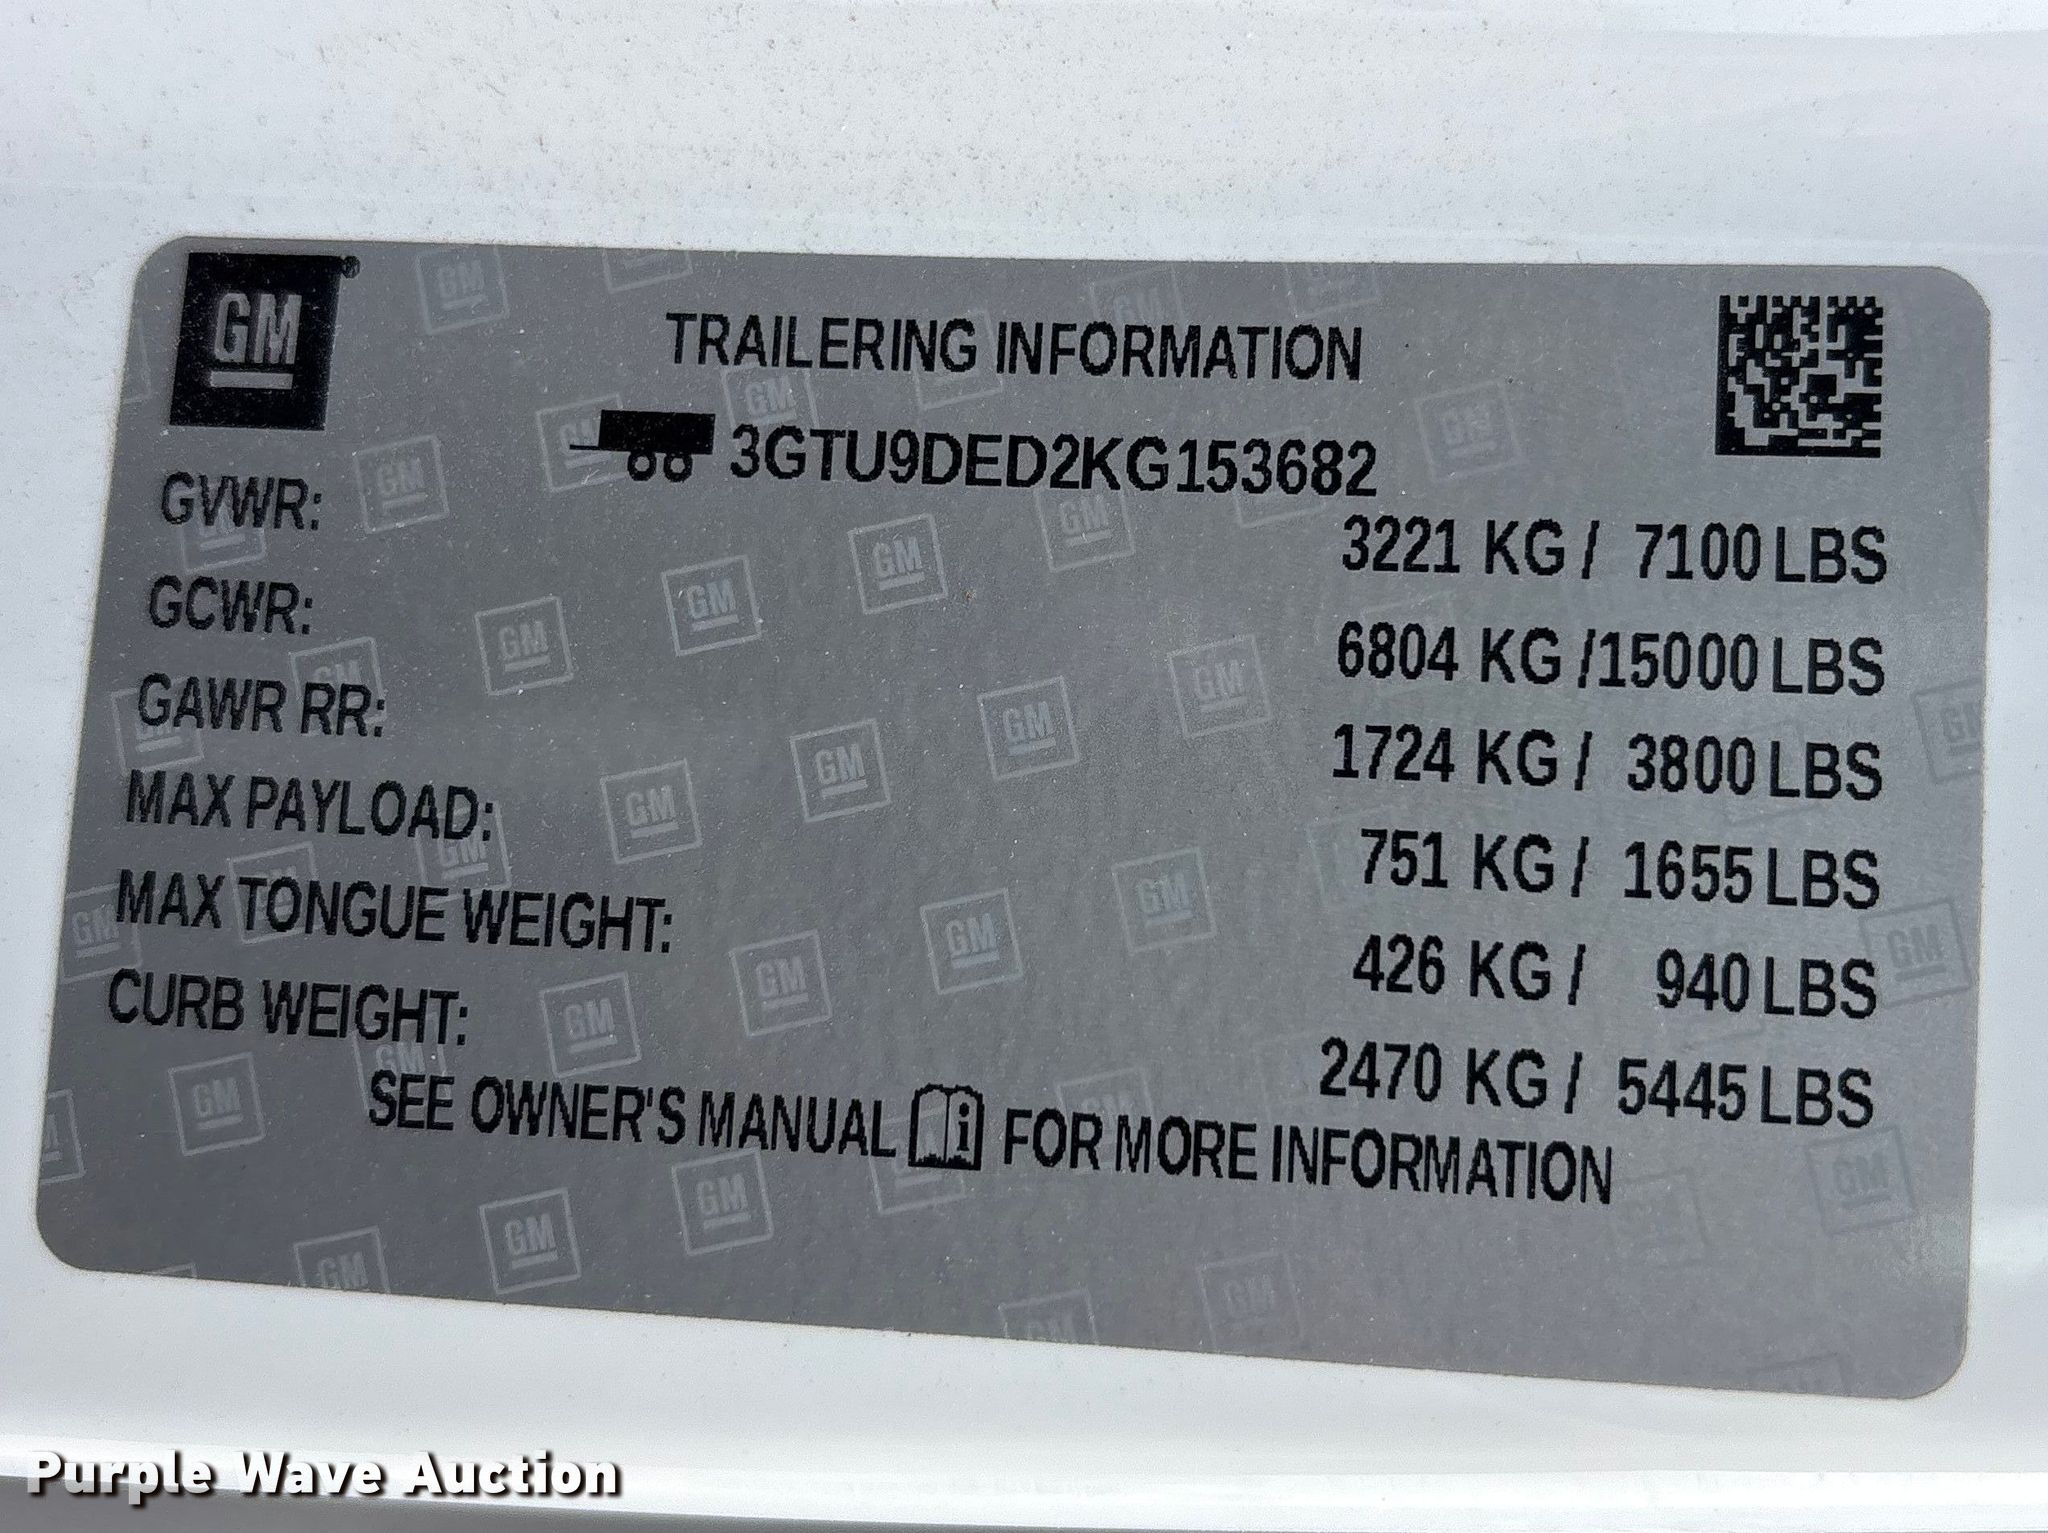 GM
TRAILERING INFORMATION
3GTU9DED2KG153682
GVWR: 3221 KG / 7100 LBS
GCWR: 6804 KG /15000 LBS
GAWR RR: 1724 KG / 3800 LBS
MAX PAYLOAD: 751 KG / 1655 LBS
MAX TONGUE WEIGHT: 426 KG / 940 LBS
CURB WEIGHT: 2470 KG / 5445 LBS
SEE OWNER'S MANUAL i FOR MORE INFORMATION
Purple Wave Auction